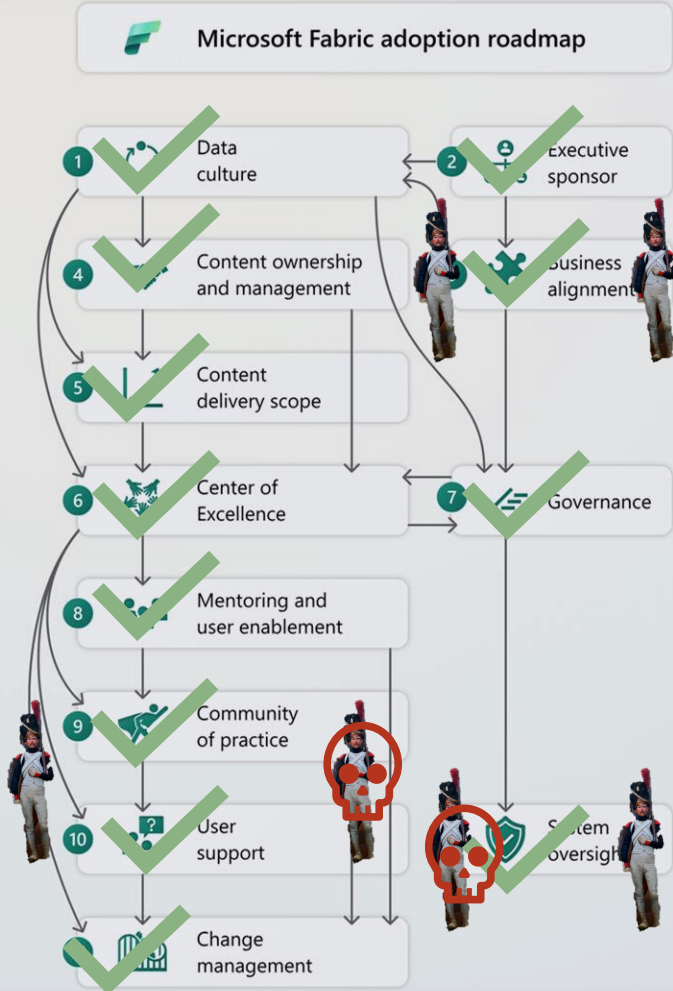 Microsoft Fabric adoption roadmap
1
Data
culture
2
Executive
sponsor
4
Content ownership
and management
Business
alignment
5
Content
delivery scope
6
Center of
Excellence
7
Governance
8
Mentoring and
user enablement
9
Community
of practice
10
User
support
?
System
oversight
Change
management